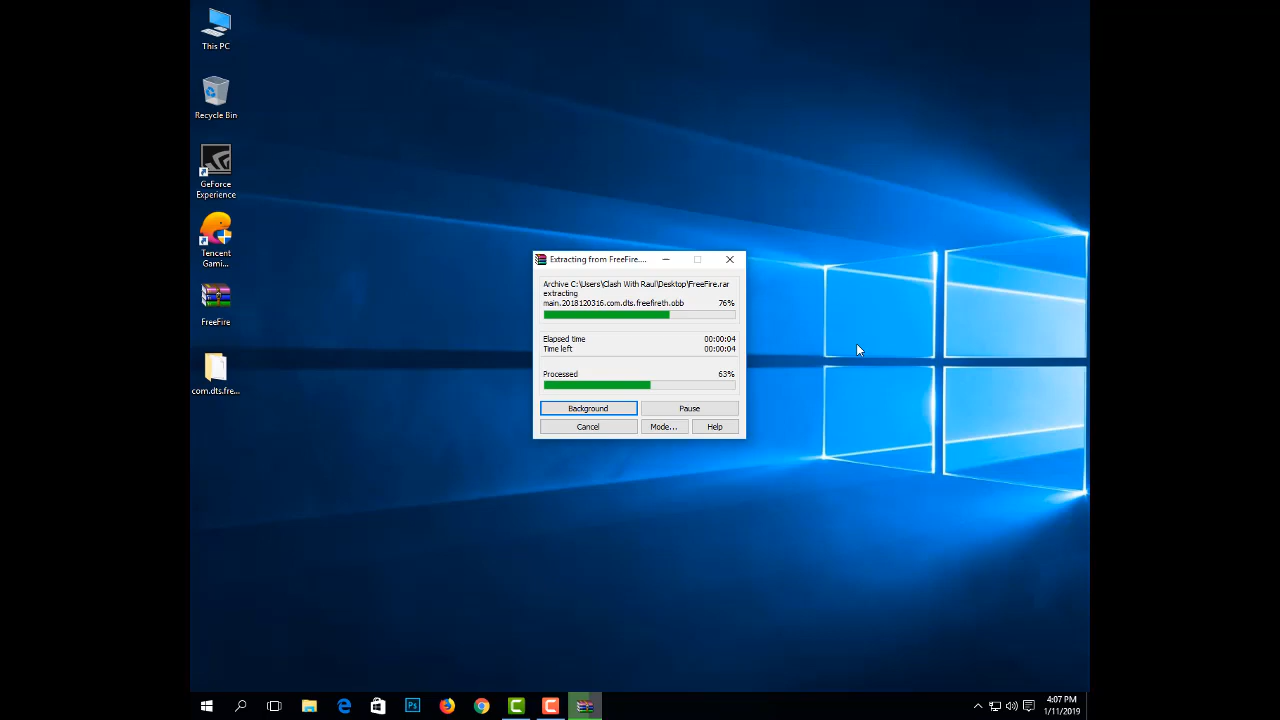 This PC
Recycle Bin
GeForce
Experience
Tencent
Gami...
FreeFire
com.dts.fre...
Extracting from FreeFire....
Archive C:\Users\Clash With Raul\Desktop\FreeFire.rar
extracting
main.2018120316.com.dts.freefireth.obb 76%
Elapsed time 00:00:04
Time left 00:00:04
Processed 63%
Background Pause
Cancel Mode... Help
Ps
4:07 PM
1/11/2019